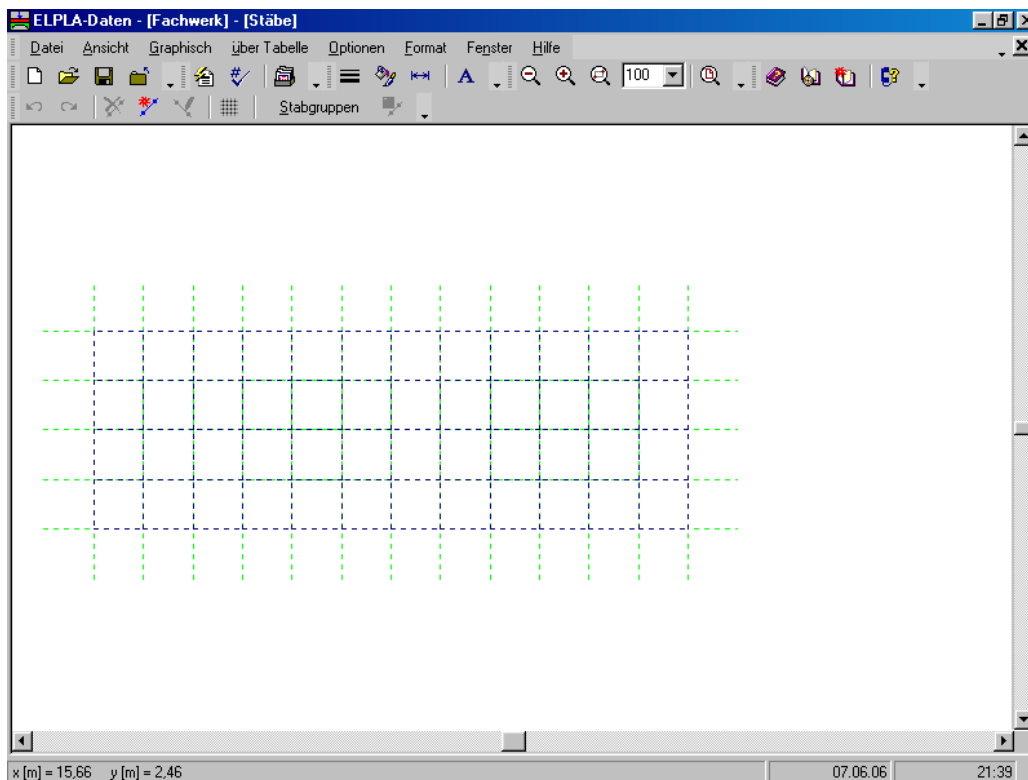 ELPLA-Daten - [Fachwerk] - [Stäbe]
Datei Ansicht Graphisch über Tabelle Optionen Format Fenster Hilfe
A 100
Stabgruppen
x [m] = 15,66 y [m] = 2,46 07.06.06 21:39